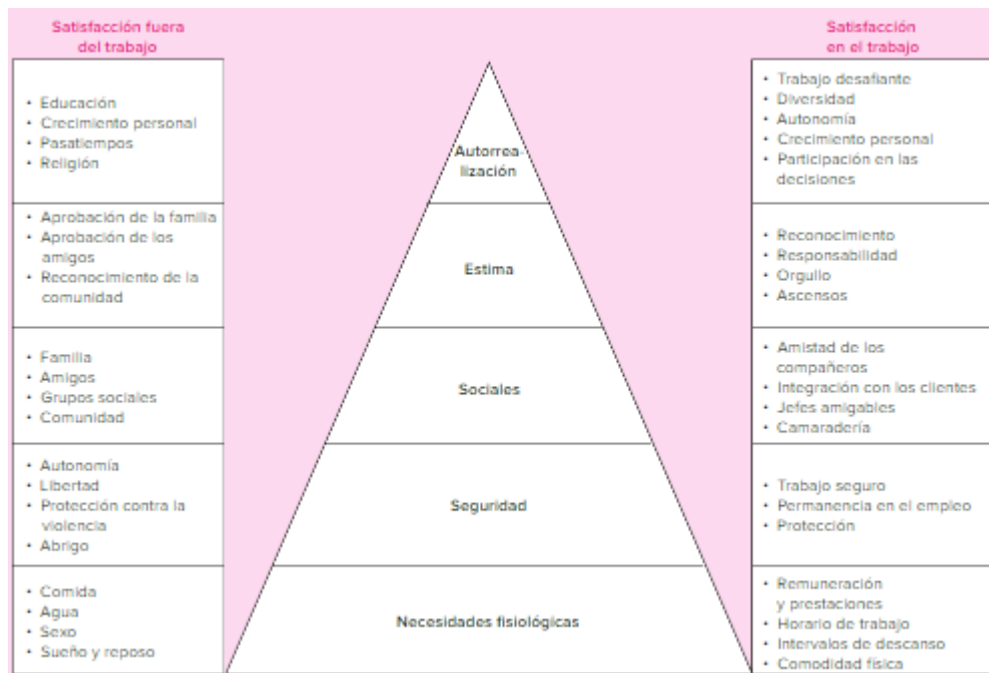 Satisfacción fuera
del trabajo
• Educación
• Crecimiento personal
• Pasatiempos
• Religión
• Aprobación de la familia
• Aprobación de los
amigos
• Reconocimiento de la
comunidad
• Familia
• Amigos
• Grupos sociales
• Comunidad
• Autonomía
• Libertad
• Protección contra la
violencia
• Abrigo
• Comida
• Agua
• Sexo
• Sueño y reposo
Autorrea-
lización
Estima
Sociales
Seguridad
Necesidades fisiológicas
Satisfacción
en el trabajo
• Trabajo desafiante
• Diversidad
• Autonomía
• Crecimiento personal
• Participación en las
decisiones
• Reconocimiento
• Responsabilidad
• Orgullo
• Ascensos
• Amistad de los
compañeros
• Integración con los clientes
• Jefes amigables
• Camaradería
• Trabajo seguro
• Permanencia en el empleo
• Protección
• Remuneración
y prestaciones
• Horario de trabajo
• Intervalos de descanso
• Comodidad física